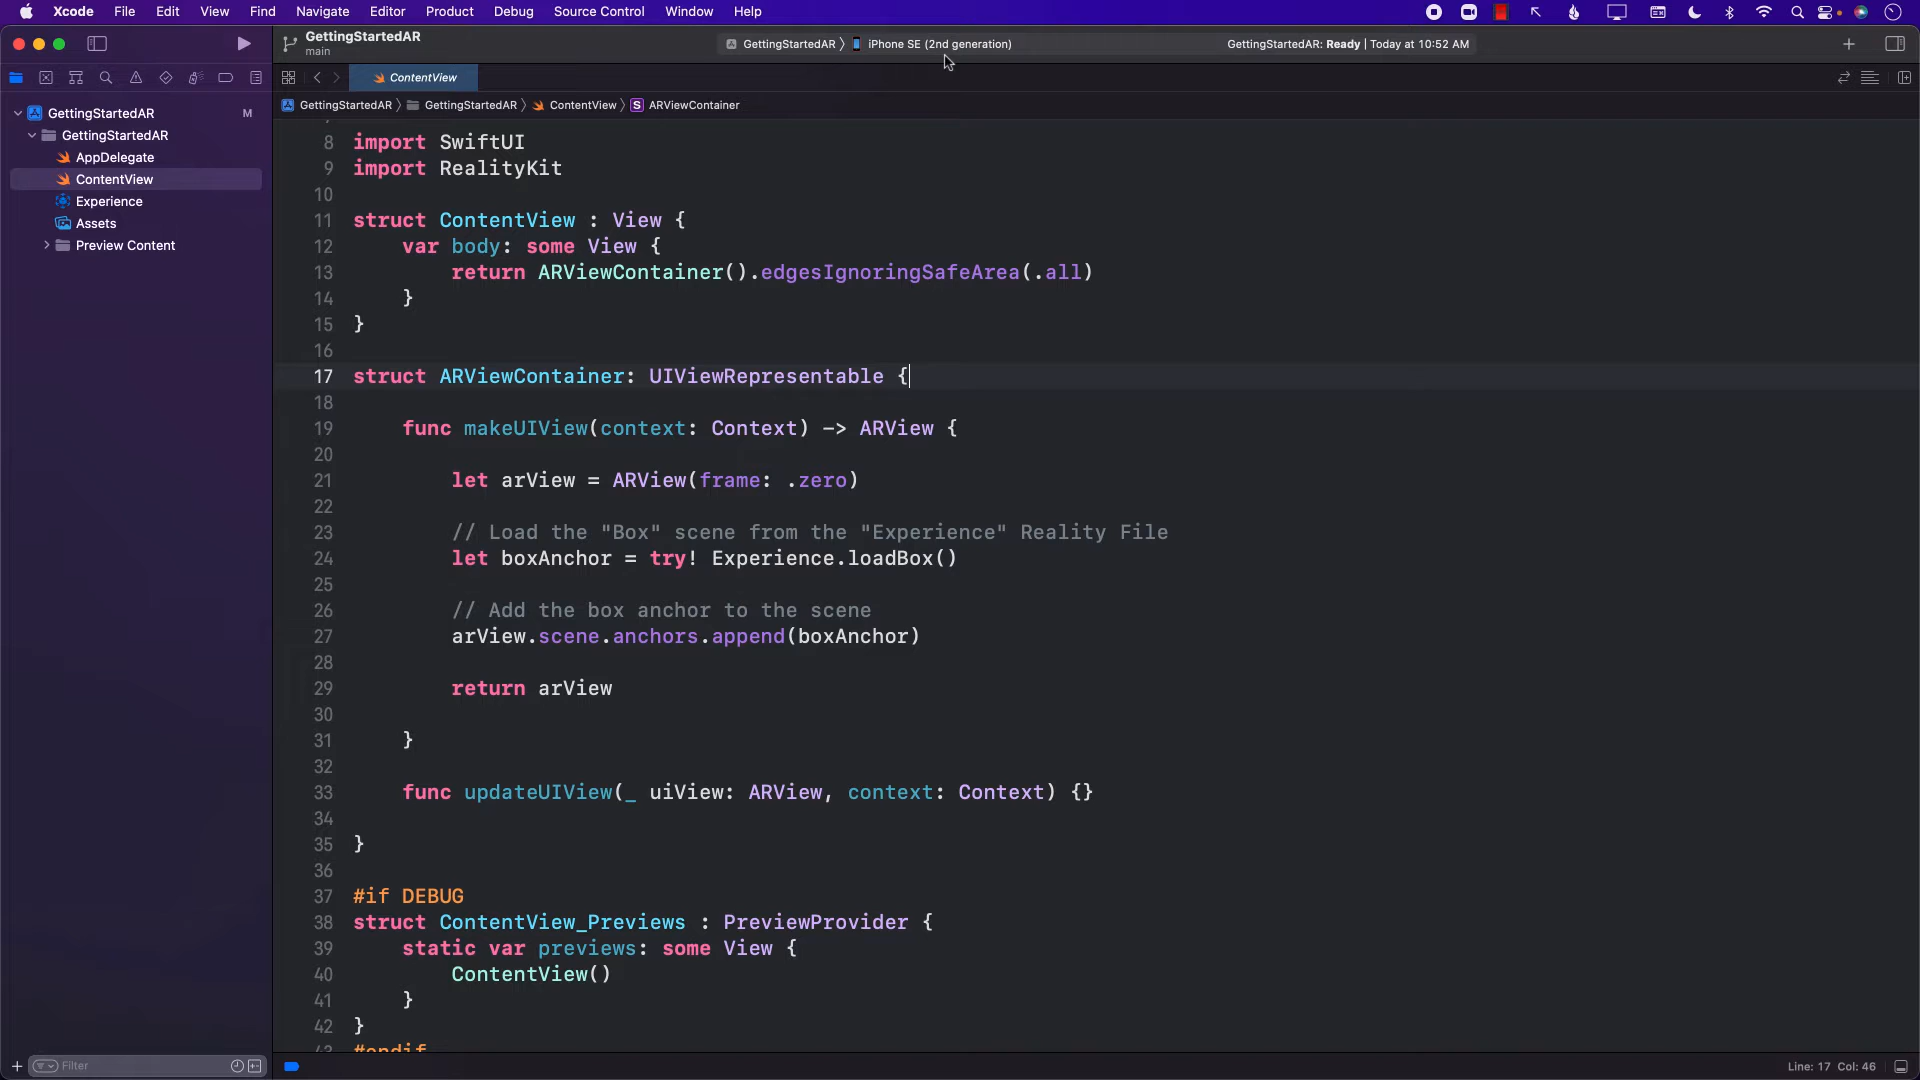 Xcode File Edit View Find Navigate Editor Product Debug Source Control Window Help
GettingStartedAR
main
GettingStartedAR iPhone SE (2nd generation)
GettingStartedAR: Ready | Today at 10:52 AM
ContentView
GettingStartedAR GettingStartedAR ContentView S ARViewContainer
GettingStartedAR M
GettingStartedAR
AppDelegate
ContentView
Experience
Assets
Preview Content
8 import SwiftUI
9 import RealityKit
10
11 struct ContentView : View {
12 var body: some View {
13 return ARViewContainer().edgesIgnoringSafeArea(.all)
14 }
15 }
16
17 struct ARViewContainer: UIViewRepresentable {
18
19 func makeUIView(context: Context) -> ARView {
20
21 let arView = ARView(frame: .zero)
22
23 // Load the "Box" scene from the "Experience" Reality File
24 let boxAnchor = try! Experience.loadBox()
25
26 // Add the box anchor to the scene
27 arView.scene.anchors.append(boxAnchor)
28
29 return arView
30
31 }
32
33 func updateUIView(_ uiView: ARView, context: Context) {}
34
35 }
36
37 #if DEBUG
38 struct ContentView_Previews : PreviewProvider {
39 static var previews: some View {
40 ContentView()
41 }
42 }
43 #endif
Filter
Line: 17 Col: 46